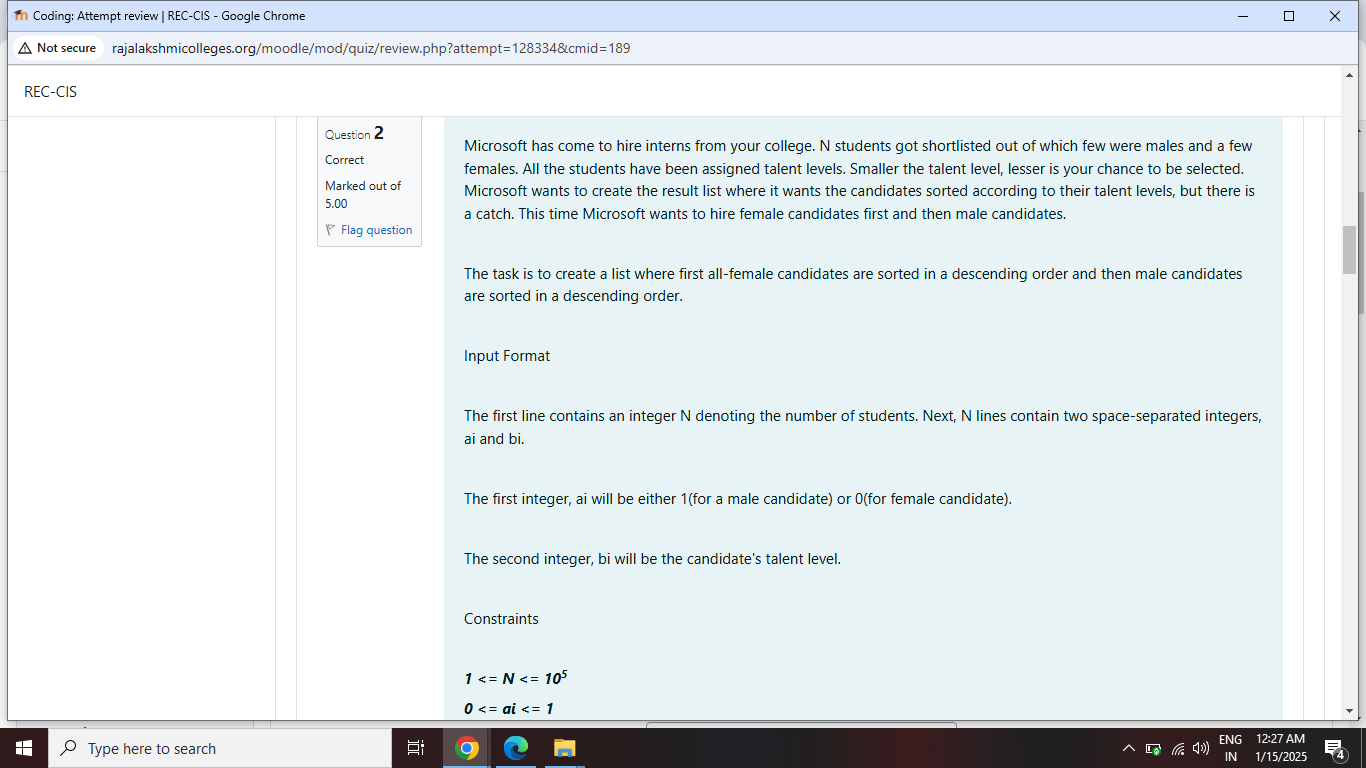 Coding: Attempt review | REC-CIS - Google Chrome
Not secure
rajalakshmicolleges.org/moodle/mod/quiz/review.php?attempt=128334&cmid=189
REC-CIS
Question 2
Correct
Marked out of
5.00
Flag question
Microsoft has come to hire interns from your college. N students got shortlisted out of which few were males and a few
females. All the students have been assigned talent levels. Smaller the talent level, lesser is your chance to be selected.
Microsoft wants to create the result list where it wants the candidates sorted according to their talent levels, but there is
a catch. This time Microsoft wants to hire female candidates first and then male candidates.
The task is to create a list where first all-female candidates are sorted in a descending order and then male candidates
are sorted in a descending order.
Input Format
The first line contains an integer N denoting the number of students. Next, N lines contain two space-separated integers,
ai and bi.
The first integer, ai will be either 1(for a male candidate) or 0(for female candidate).
The second integer, bi will be the candidate's talent level.
Constraints
1 <= N <= 10⁵
0 <= ai <= 1
Type here to search
ENG
IN
12:27 AM
1/15/2025
4